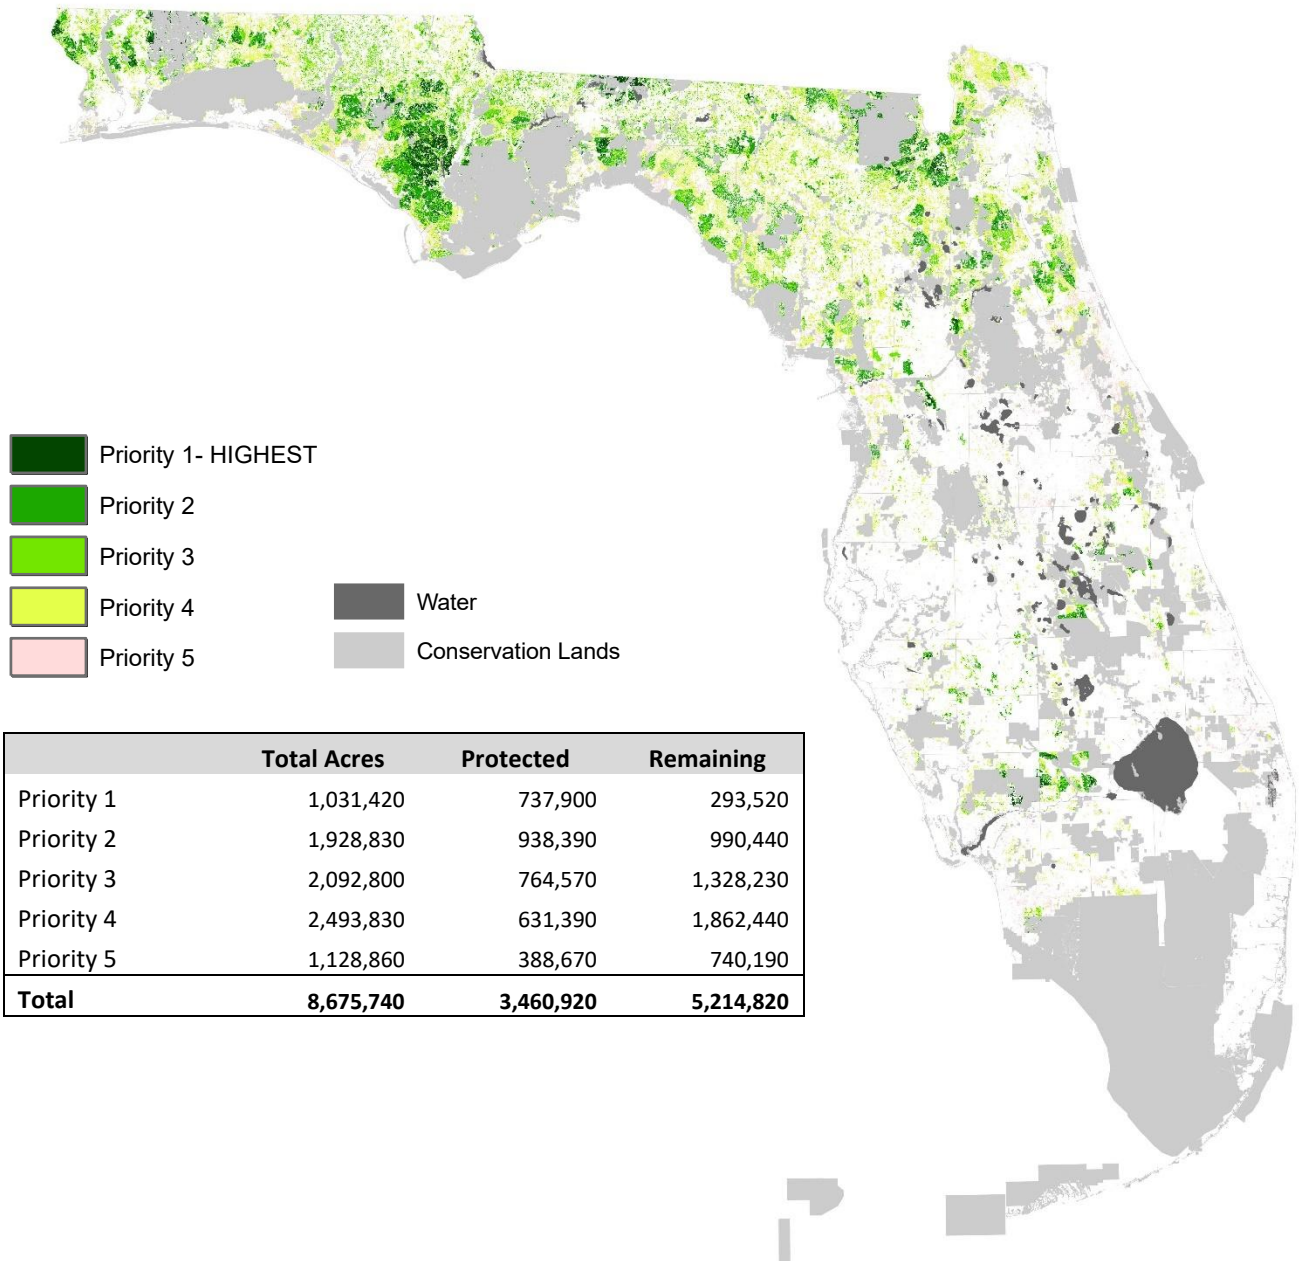 Priority 1- HIGHEST
Priority 2
Priority 3
Priority 4
Priority 5
Water
Conservation Lands
Total Acres Protected Remaining
Priority 1 1,031,420 737,900 293,520
Priority 2 1,928,830 938,390 990,440
Priority 3 2,092,800 764,570 1,328,230
Priority 4 2,493,830 631,390 1,862,440
Priority 5 1,128,860 388,670 740,190
Total 8,675,740 3,460,920 5,214,820